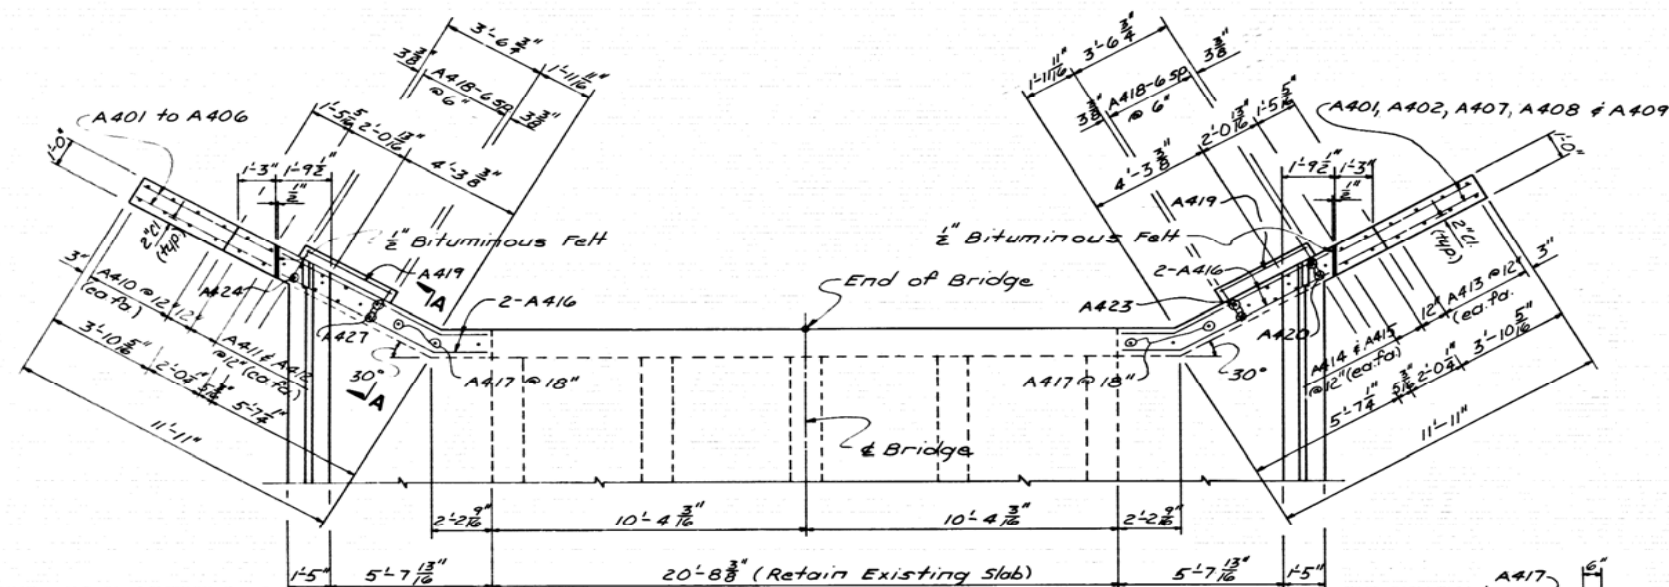 3'-6 3/4"
3 3/8"
A418-6 sp.
@ 6"
1'-11 11/16"
3 3/8"
1'-5 5/16"
2'-0 13/16"
4'-3 3/8"
A401 to A406
1'-0"
1'-3"
1'-9 1/2"
1/2"
2" Cl.
(typ.)
1/2" Bituminous Felt
A419
A
2-A416
3"
A410 @ 12"
(ea. fa.)
12"
A424
A427
A411 & A412
@ 12" (ea. fa.)
3'-10 5/16"
2'-0 1/4"
5 3/16"
5'-7 1/4"
11'-11"
30°
A
A417 @ 18"
End of Bridge
℄ Bridge
1'-11 11/16"
3'-6 3/4"
3 3/8"
3 3/8"
A418-6 sp.
@ 6"
4'-3 3/8"
2'-0 13/16"
1'-5 5/16"
A401, A402, A407, A408 & A409
1'-0"
1'-9 1/2"
1'-3"
1/2"
A419
1/2" Bituminous Felt
2-A416
2" Cl.
(typ.)
A423
A420
3"
12"
A413 @ 12"
(ea. fa.)
A414 & A415
@ 12" (ea. fa.)
3'-10 5/16"
2'-0 1/4"
5 3/16"
5'-7 1/4"
11'-11"
A417 @ 18"
30°
2'-2 9/16"
10'-4 3/16"
10'-4 3/16"
2'-2 9/16"
1'-5"
5'-7 13/16"
20'-8 3/8" (Retain Existing Slab)
5'-7 13/16"
1'-5"
A417
6"